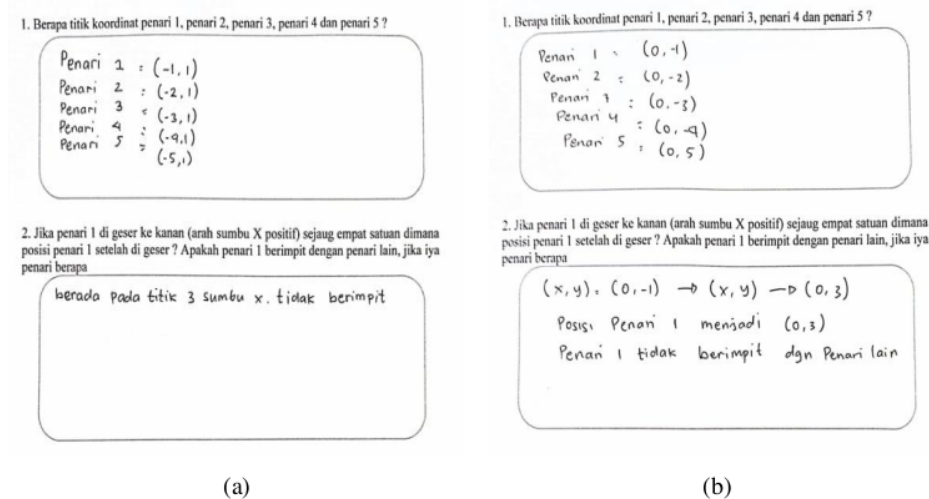 1. Berapa titik koordinat penari 1, penari 2, penari 3, penari 4 dan penari 5 ?
Penari 1 : (-1, 1)
Penari 2 : (-2, 1)
Penari 3 : (-3, 1)
Penari 4 : (-4, 1)
Penari 5 : (-5, 1)
2. Jika penari 1 di geser ke kanan (arah sumbu X positif) sejaug empat satuan dimana
posisi penari 1 setelah di geser ? Apakah penari 1 berimpit dengan penari lain, jika iya
penari berapa
berada pada titik 3 sumbu x. tidak berimpit
(a)
1. Berapa titik koordinat penari 1, penari 2, penari 3, penari 4 dan penari 5 ?
Penari 1 : (0, -1)
Penari 2 : (0, -2)
Penari 3 : (0, -3)
Penari 4 : (0, -4)
Penari 5 : (0, 5)
2. Jika penari 1 di geser ke kanan (arah sumbu X positif) sejaug empat satuan dimana
posisi penari 1 setelah di geser ? Apakah penari 1 berimpit dengan penari lain, jika iya
penari berapa
(x, y) = (0, -1) → (x, y) → (0, 3)
Posisi Penari 1 menjadi (0, 3)
Penari 1 tidak berimpit dgn Penari lain
(b)